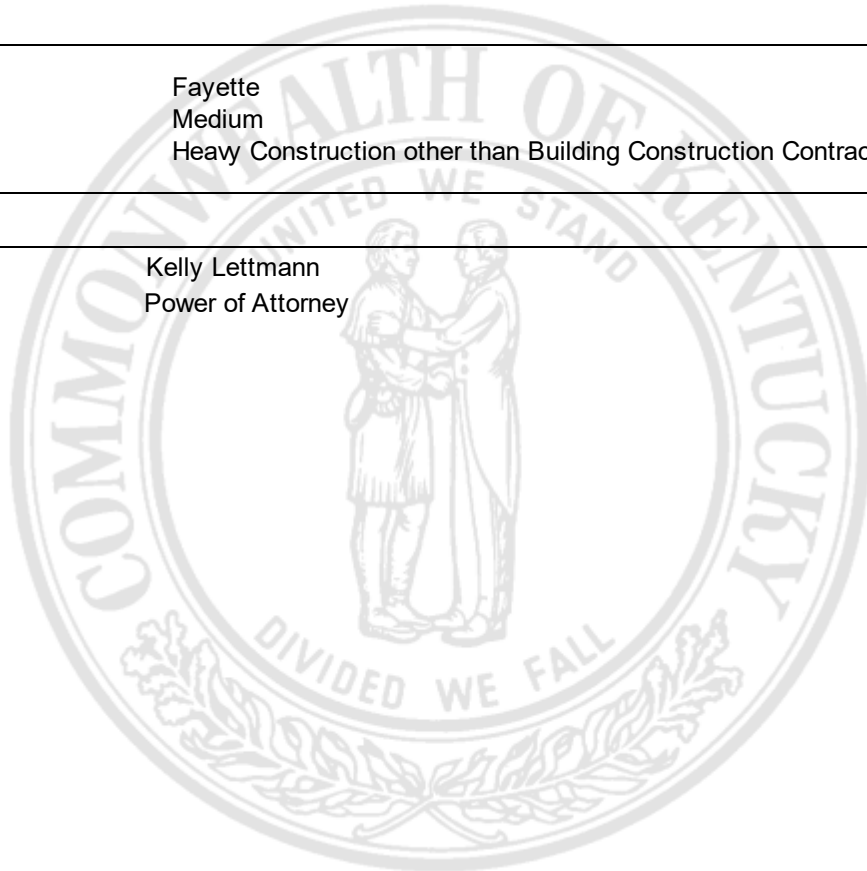 Fayette
Medium
Heavy Construction other than Building Construction Contrac
Kelly Lettmann
Power of Attorney
COMMONWEALTH OF KENTUCKY
UNITED WE STAND
DIVIDED WE FALL